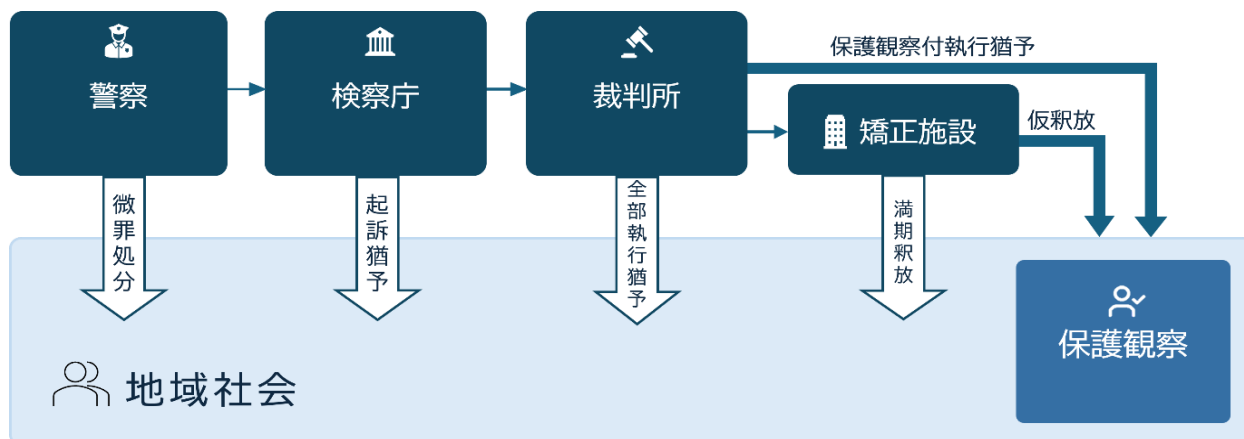 警察
検察庁
裁判所
保護観察付執行猶予
矯正施設
仮釈放
微罪処分
起訴猶予
全部執行猶予
満期釈放
保護観察
地域社会